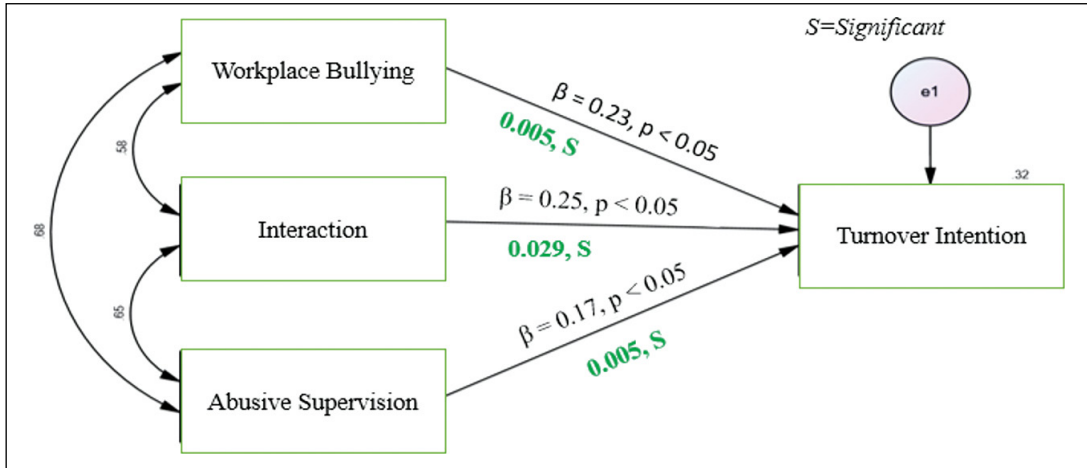 S=Significant
Workplace Bullying
e1
β = 0.23, p < 0.05
0.005, S
.58
.32
β = 0.25, p < 0.05
Interaction
Turnover Intention
.68
0.029, S
β = 0.17, p < 0.05
.65
0.005, S
Abusive Supervision